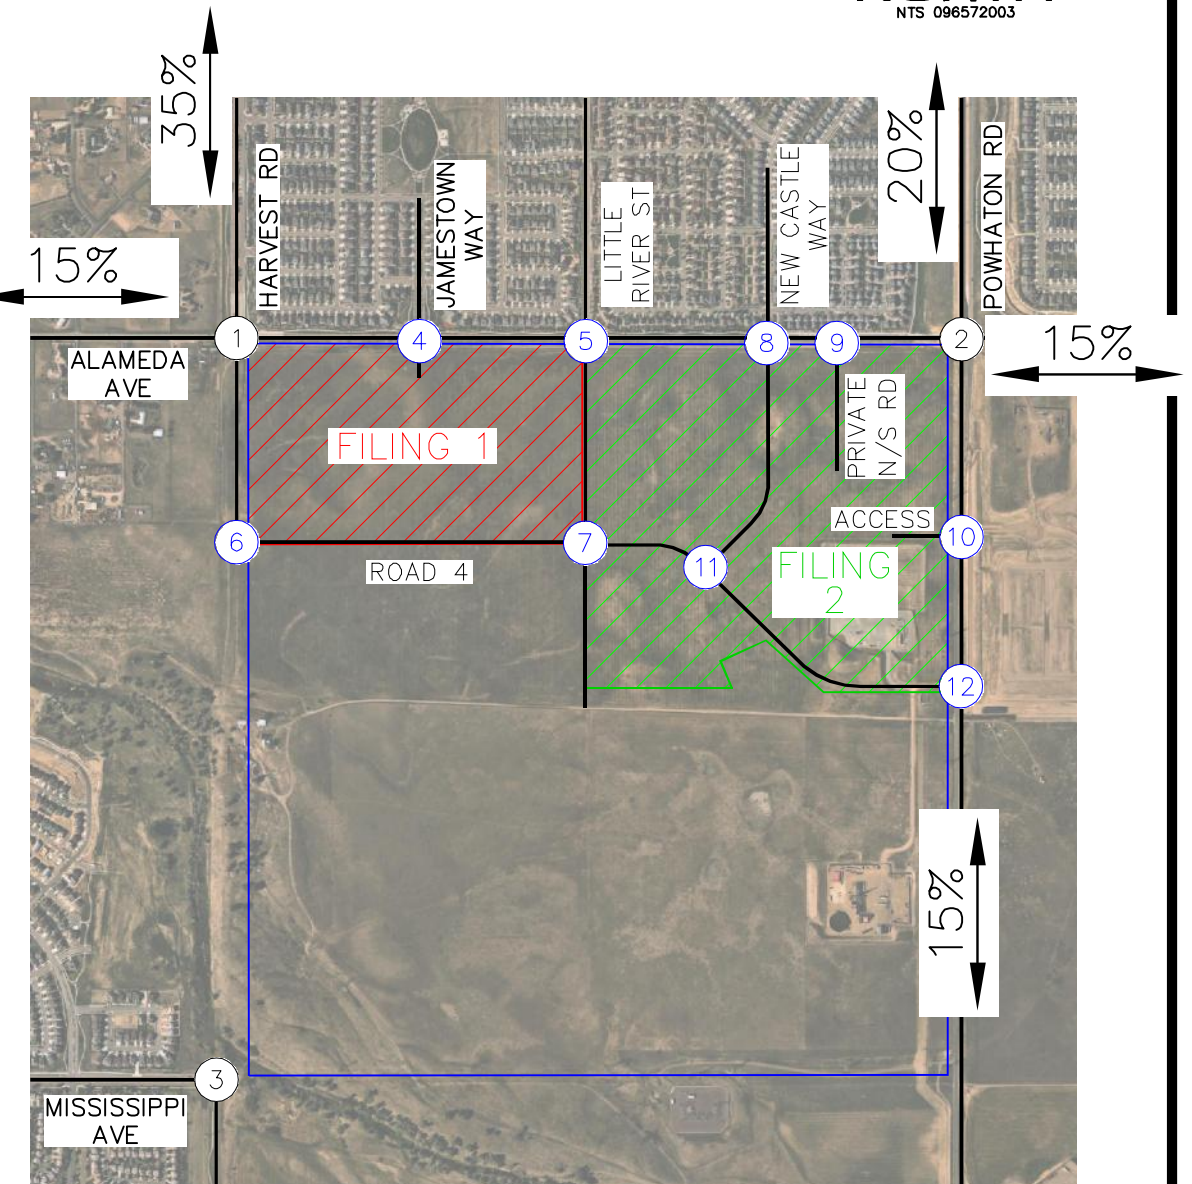 NTS 096572003
35%
20%
15%
HARVEST RD
JAMESTOWN
WAY
LITTLE
RIVER ST
NEW CASTLE
WAY
POWHATON RD
1
4
5
8
9
2
ALAMEDA
AVE
15%
PRIVATE
N/S RD
FILING 1
ACCESS
6
7
10
11
ROAD 4
FILING
2
12
15%
3
MISSISSIPPI
AVE